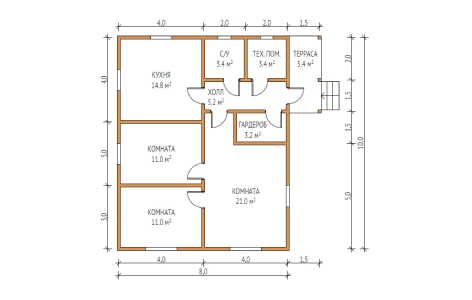 4,0 2,0 2,0 1,5
С/У
3.4 м²
ТЕХ. ПОМ.
3.4 м²
ТЕРРАСА
5.4 м²
2,0
4,0
КУХНЯ
14.8 м²
ХОЛЛ
5.2 м²
1,5
ГАРДЕРОБ
3.2 м²
1,5
10,0
3,0
КОМНАТА
11.0 м²
КОМНАТА
21.0 м²
5,0
3,0
КОМНАТА
11.0 м²
4,0 4,0 1,5
8,0